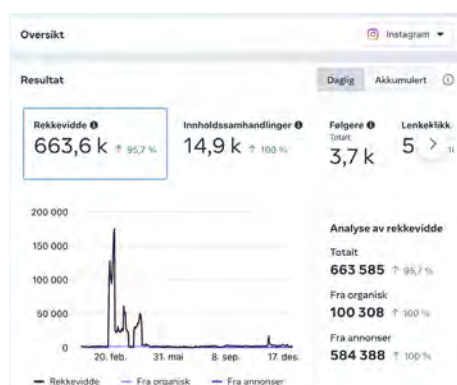 Oversikt
Instagram
Resultat
Daglig Akkumulert
Rekkevidde
663,6 k ↑ 95,7 %
Innholdssamhandlinger
14,9 k ↑ 100 %
Følgere
Totalt
3,7 k
Lenkeklikk
5
200 000
150 000
100 000
50 000
0
20. feb. 31. mai 8. sep. 17. des.
Rekkevidde Fra organisk Fra annonser
Analyse av rekkevidde
Totalt
663 585 ↑ 95,7 %
Fra organisk
100 308 ↑ 100 %
Fra annonser
584 388 ↑ 100 %